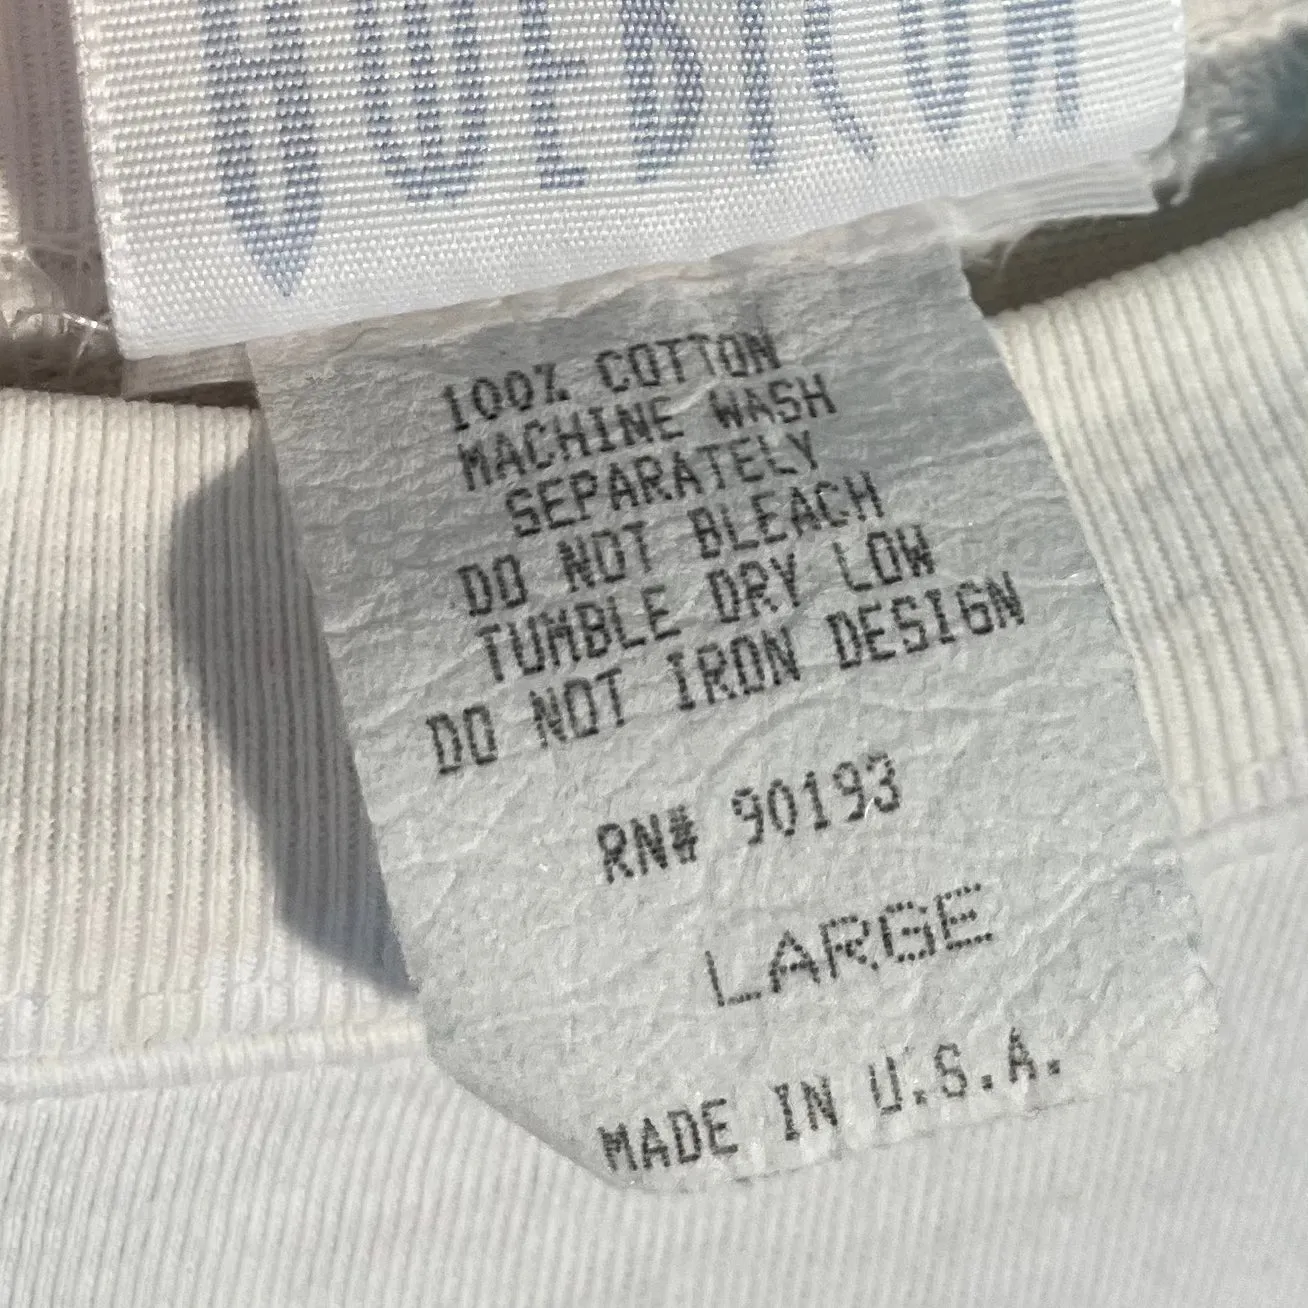 100% COTTON
MACHINE WASH
SEPARATELY
DO NOT BLEACH
TUMBLE DRY LOW
DO NOT IRON DESIGN
RN# 90193
LARGE
MADE IN U.S.A.